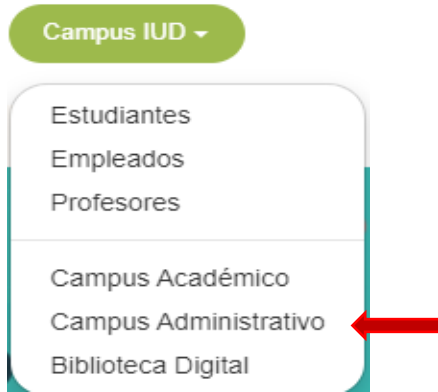 Campus IUD
Estudiantes
Empleados
Profesores
Campus Académico
Campus Administrativo
Biblioteca Digital